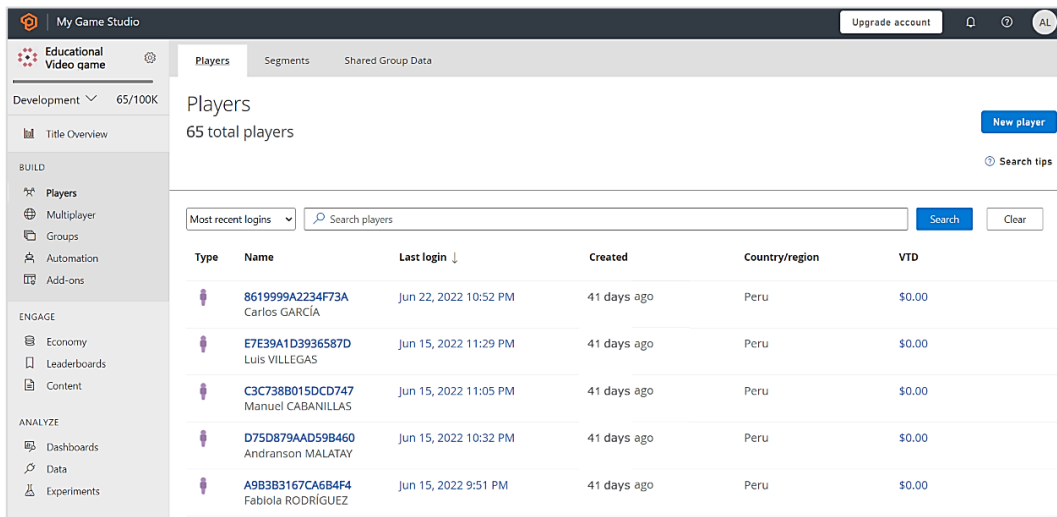 My Game Studio
Upgrade account
AL
Educational
Video game
Development
65/100K
Title Overview
BUILD
Players
Multiplayer
Groups
Automation
Add-ons
ENGAGE
Economy
Leaderboards
Content
ANALYZE
Dashboards
Data
Experiments
Players Segments Shared Group Data
Players
65 total players
New player
Search tips
Most recent logins
Search players
Search
Clear
Type Name Last login ↓ Created Country/region VTD
8619999A2234F73A Jun 22, 2022 10:52 PM 41 days ago Peru $0.00
Carlos GARCÍA
E7E39A1D3936587D Jun 15, 2022 11:29 PM 41 days ago Peru $0.00
Luis VILLEGAS
C3C738B015DCD747 Jun 15, 2022 11:05 PM 41 days ago Peru $0.00
Manuel CABANILLAS
D75D879AAD59B460 Jun 15, 2022 10:32 PM 41 days ago Peru $0.00
Andranson MALATAY
A9B3B3167CA6B4F4 Jun 15, 2022 9:51 PM 41 days ago Peru $0.00
Fabiola RODRÍGUEZ